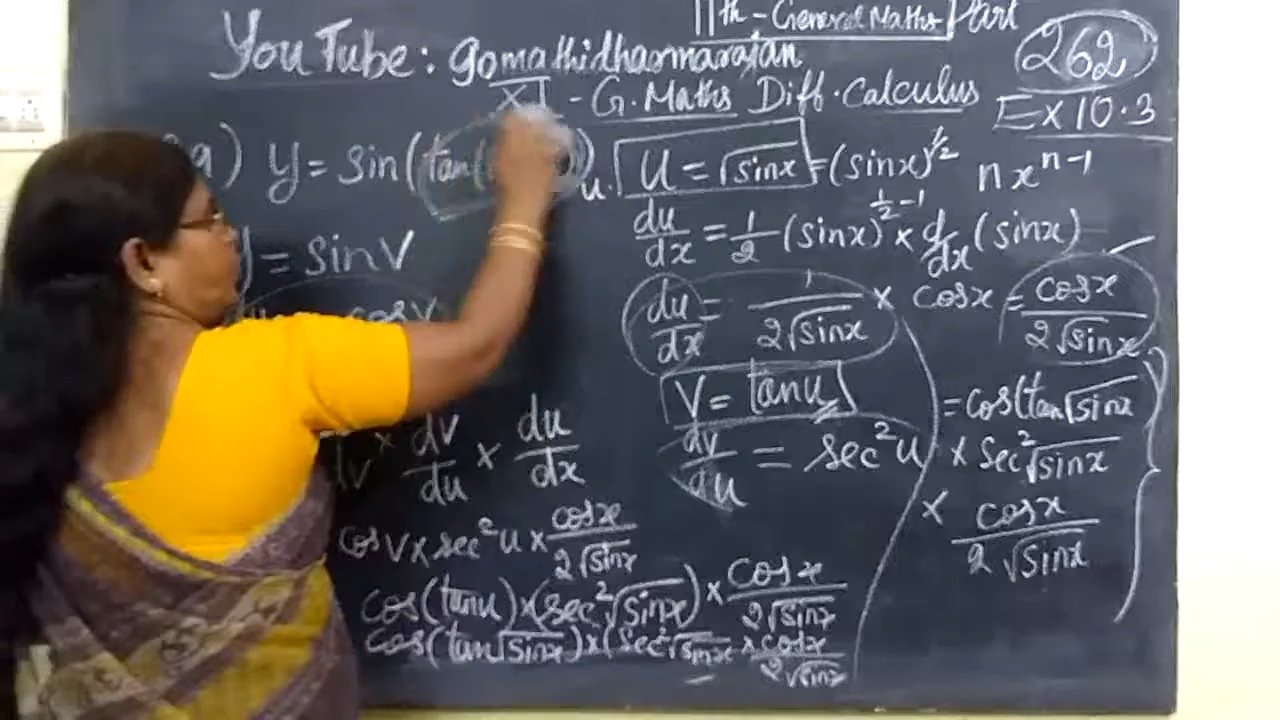 11th - General Maths Part
262
YouTube: gomathidharmarajan
XI - G. Maths Diff. Calculus
EX 10.3
y = sin(tan(
u.
u = √sinx = (sinx)^1/2
nx^n-1
du/dx = 1/2 (sinx)^1/2-1 × d/dx (sinx)
= sinv
cosv
du/dx = 1/2√sinx × cosx = cosx/2√sinx
v = tanu
dv/du = sec²u
= cos(tan√sinx
× sec²√sinx
× cosx/2√sinx
dv × dv/du × du/dx
cosv × sec²u × cosx/2√sinx
cos(tanu) × (sec²√sinx) × cosx/2√sinx
cos(tan√sinx) × (sec²√sinx × cosx/2√sinx